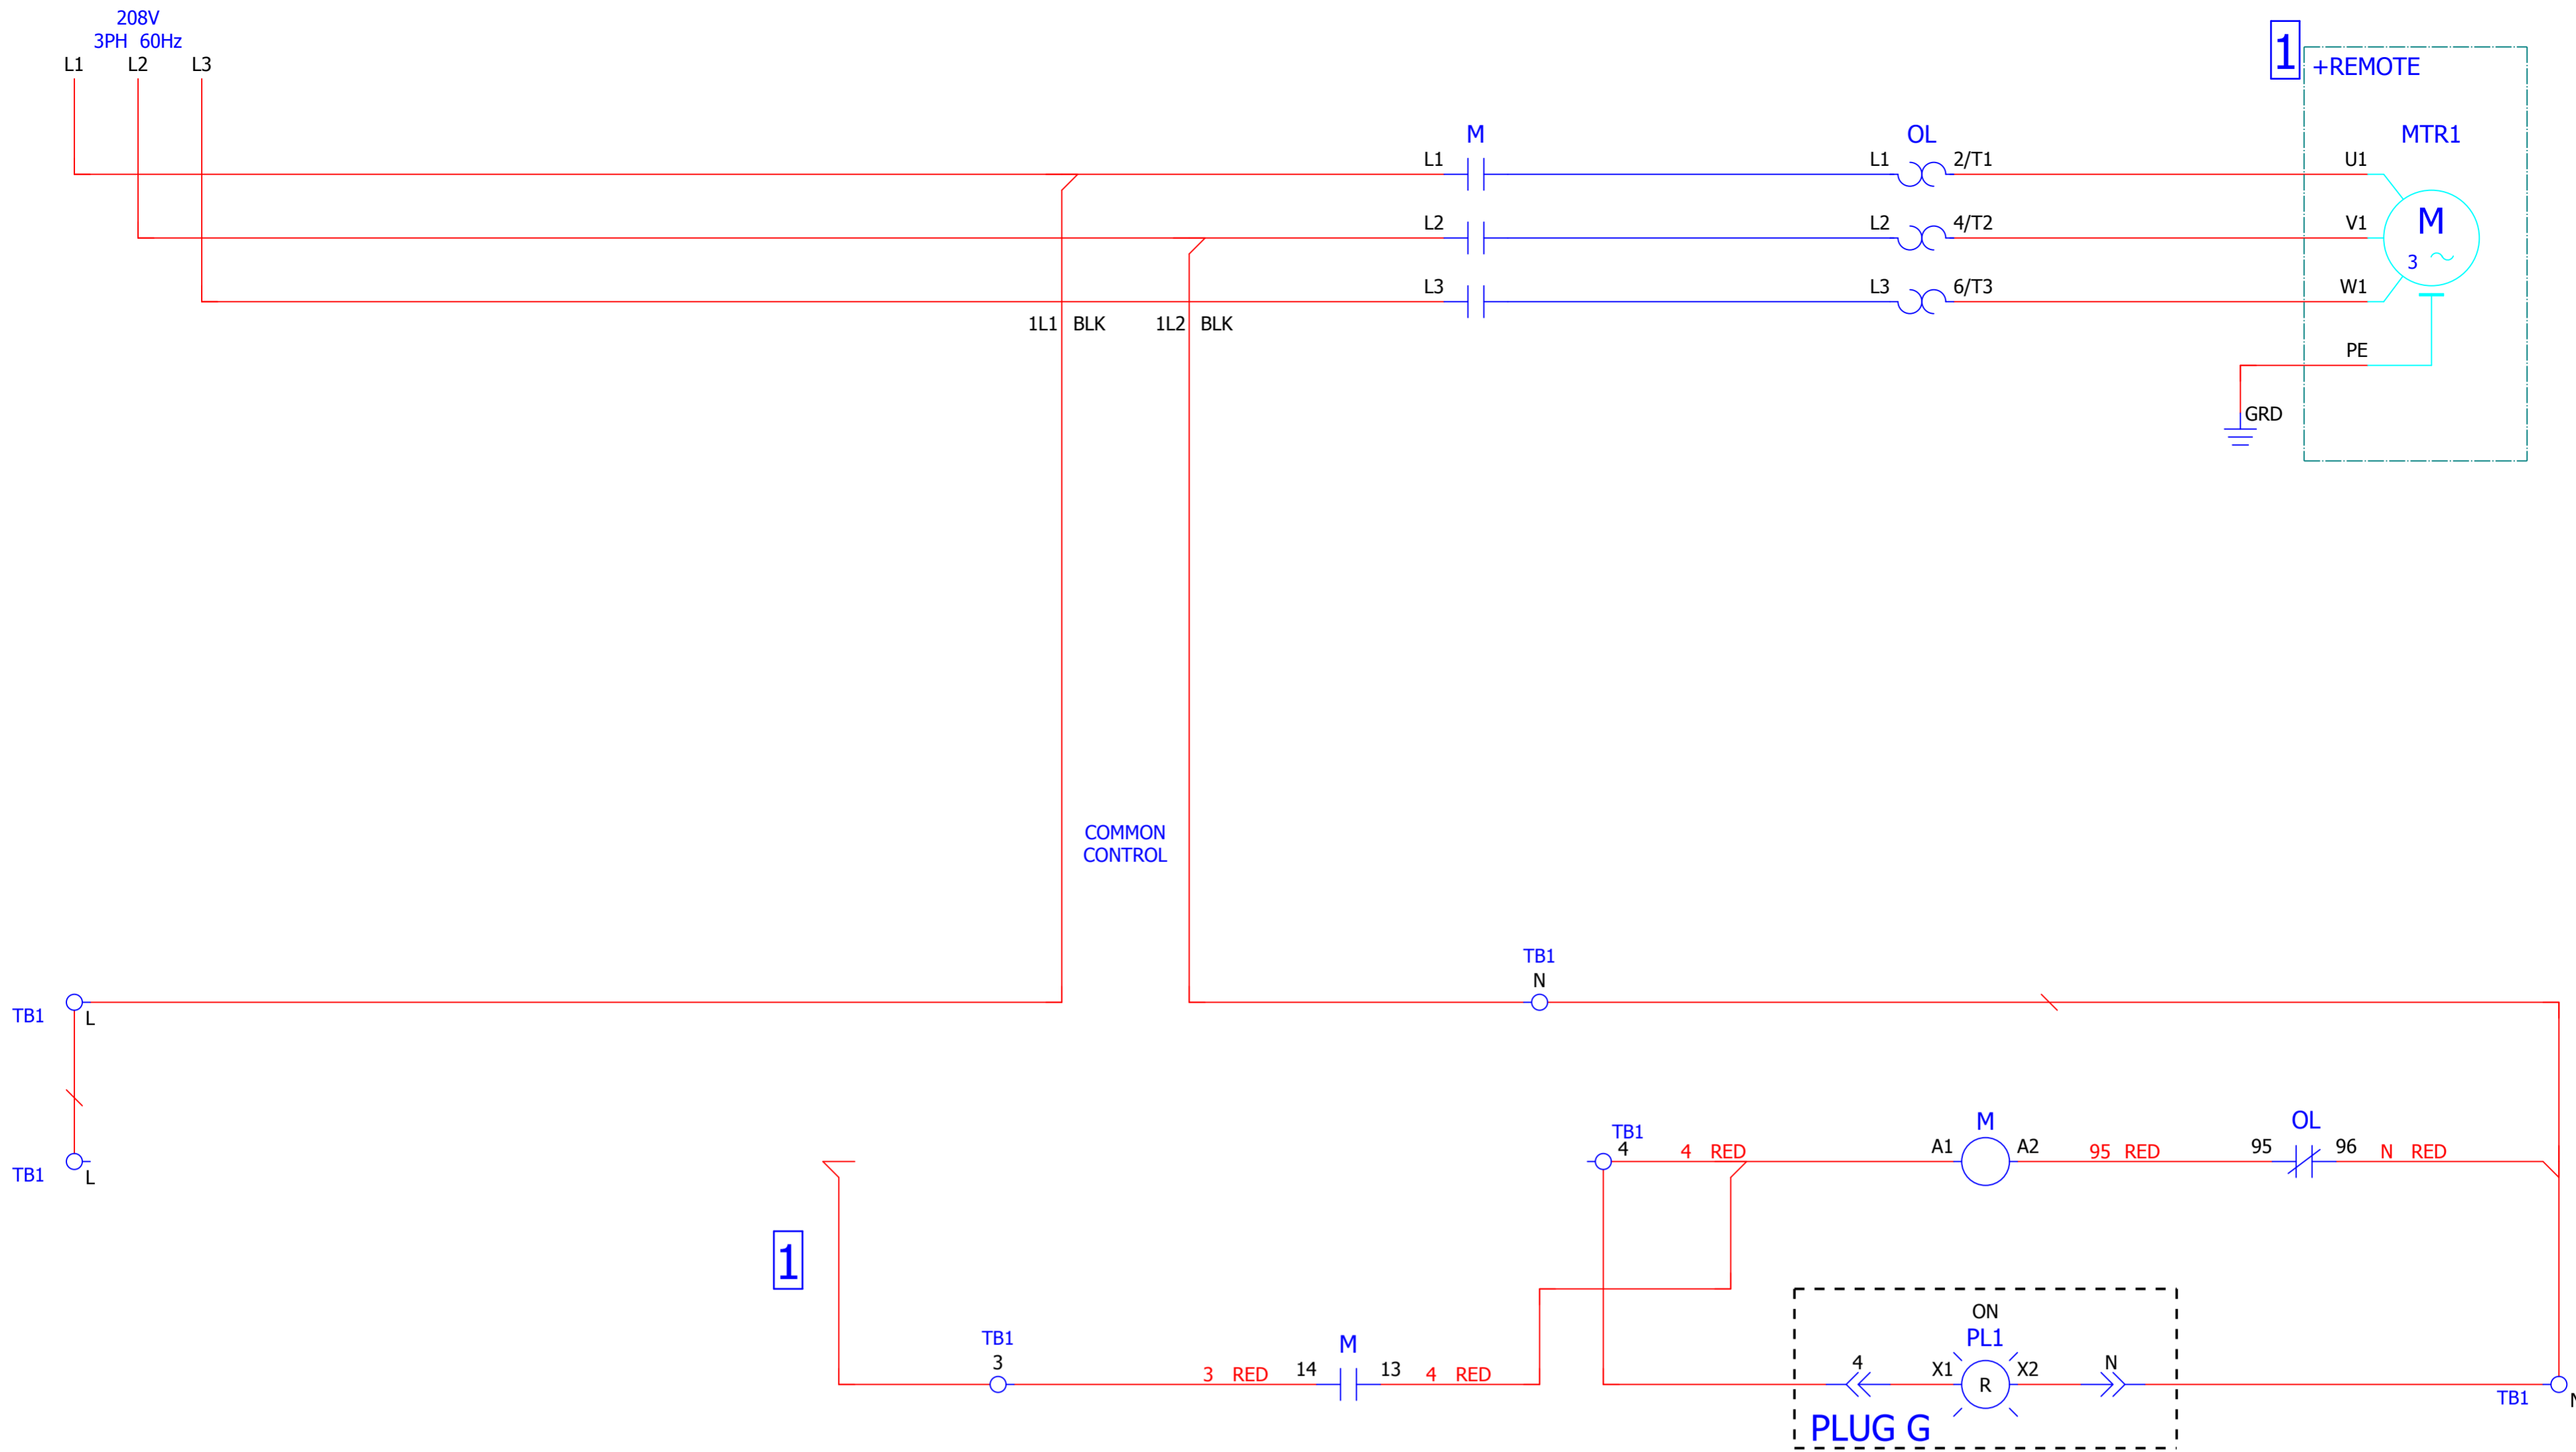 208V
3PH 60Hz
L1 L2 L3
1
+REMOTE
M OL MTR1
L1 L1 2/T1 U1
L2 L2 4/T2 V1
M
3
L3 L3 6/T3 W1
1L1 BLK 1L2 BLK
PE
GRD
COMMON
CONTROL
TB1
N
TB1 L
TB1
4 4 RED
M
A1 A2 95 RED
OL
95 96 N RED
TB1 L
1
TB1
3
3 RED 14
M
13 4 RED
ON
PL1
4 X1 R X2 N
PLUG G
TB1